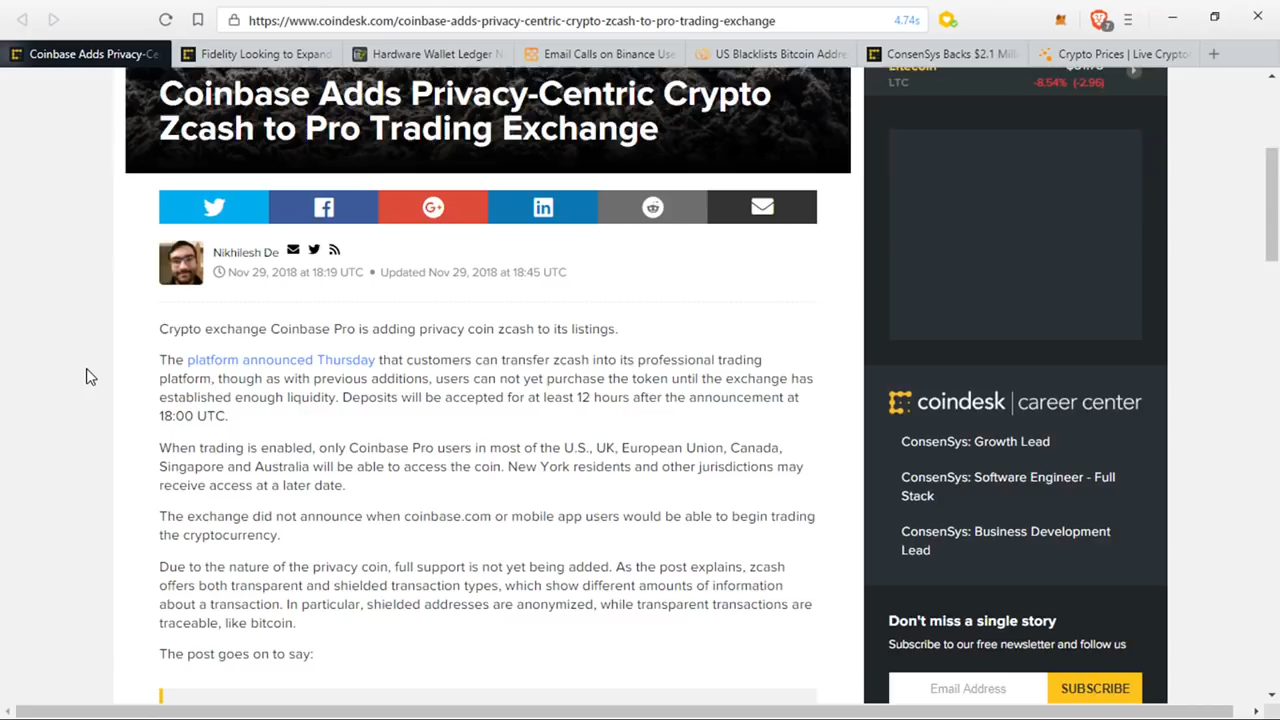 https://www.coindesk.com/coinbase-adds-privacy-centric-crypto-zcash-to-pro-trading-exchange
4.74s
7
Coinbase Adds Privacy-Ce
Fidelity Looking to Expand
Hardware Wallet Ledger N
Email Calls on Binance Use
US Blacklists Bitcoin Addre
ConsenSys Backs $2.1 Mill
Crypto Prices | Live Cryptoc
Coinbase Adds Privacy-Centric Crypto
Zcash to Pro Trading Exchange
Litecoin
LTC
-8.54% (-2.96)
Nikhilesh De
Nov 29, 2018 at 18:19 UTC • Updated Nov 29, 2018 at 18:45 UTC
Crypto exchange Coinbase Pro is adding privacy coin zcash to its listings.
The platform announced Thursday that customers can transfer zcash into its professional trading
platform, though as with previous additions, users can not yet purchase the token until the exchange has
established enough liquidity. Deposits will be accepted for at least 12 hours after the announcement at
18:00 UTC.
When trading is enabled, only Coinbase Pro users in most of the U.S., UK, European Union, Canada,
Singapore and Australia will be able to access the coin. New York residents and other jurisdictions may
receive access at a later date.
The exchange did not announce when coinbase.com or mobile app users would be able to begin trading
the cryptocurrency.
Due to the nature of the privacy coin, full support is not yet being added. As the post explains, zcash
offers both transparent and shielded transaction types, which show different amounts of information
about a transaction. In particular, shielded addresses are anonymized, while transparent transactions are
traceable, like bitcoin.
The post goes on to say:
coindesk | career center
ConsenSys: Growth Lead
ConsenSys: Software Engineer - Full
Stack
ConsenSys: Business Development
Lead
Don't miss a single story
Subscribe to our free newsletter and follow us
Email Address
SUBSCRIBE